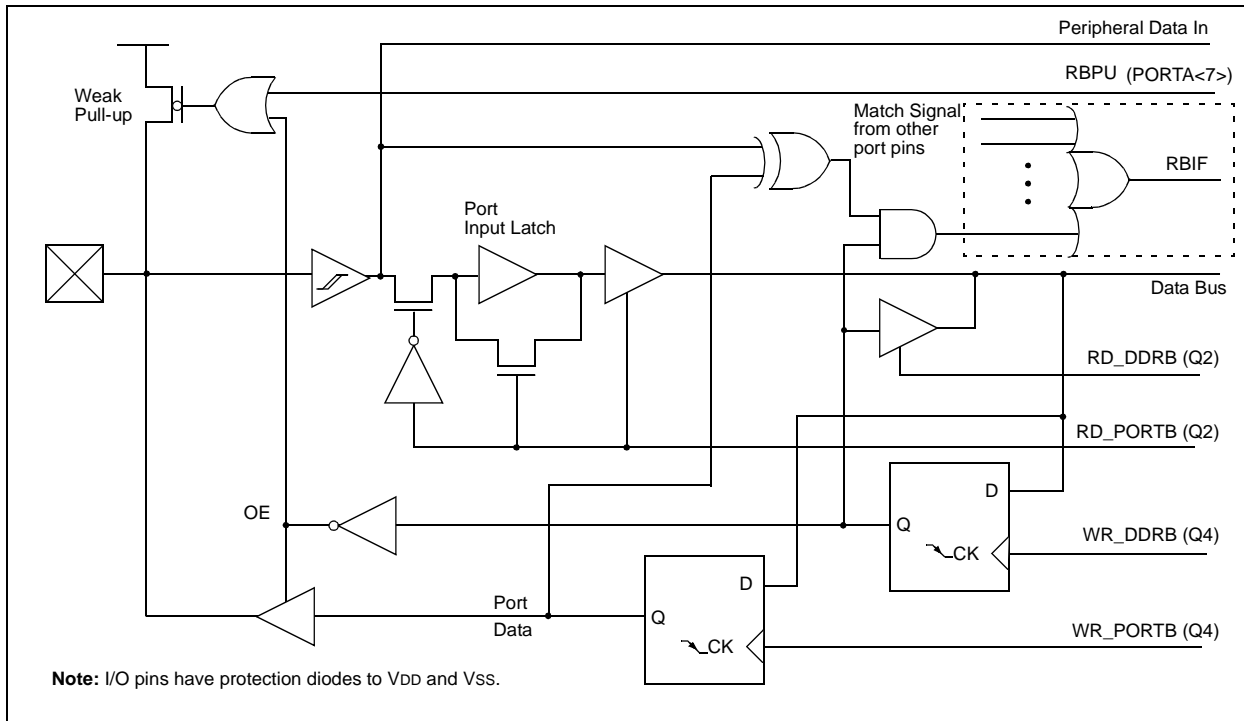 Peripheral Data In
RBPU (PORTA<7>)
Weak
Pull-up
Match Signal
from other
port pins
RBIF
Port
Input Latch
Data Bus
RD_DDRB (Q2)
RD_PORTB (Q2)
D
OE
Q
CK
WR_DDRB (Q4)
D
Port
Data
Q
CK
WR_PORTB (Q4)
Note: I/O pins have protection diodes to VDD and VSS.